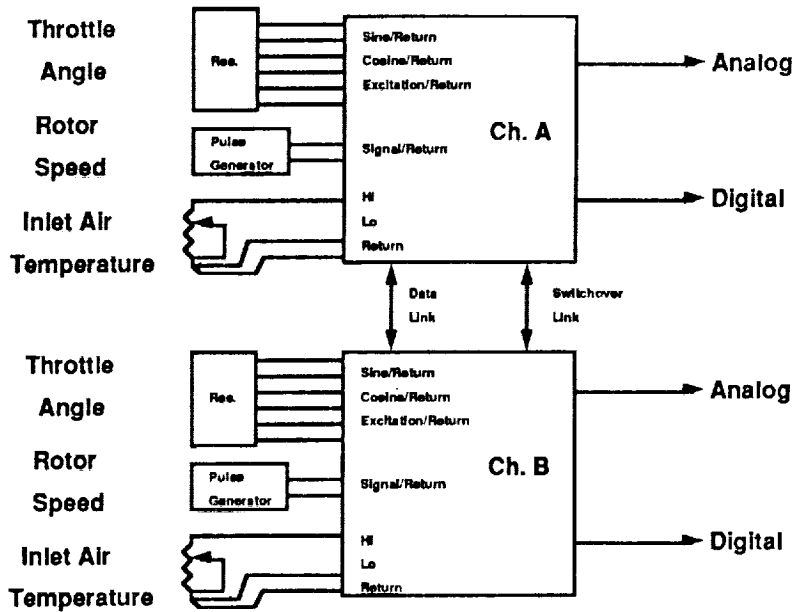 Throttle
Angle
Res.
Sine/Return
Cosine/Return
Excitation/Return
Ch. A
Analog
Rotor
Speed
Pulse
Generator
Signal/Return
Inlet Air
Temperature
Hi
Lo
Return
Digital
Data
Link
Switchover
Link
Throttle
Angle
Res.
Sine/Return
Cosine/Return
Excitation/Return
Ch. B
Analog
Rotor
Speed
Pulse
Generator
Signal/Return
Inlet Air
Temperature
Hi
Lo
Return
Digital